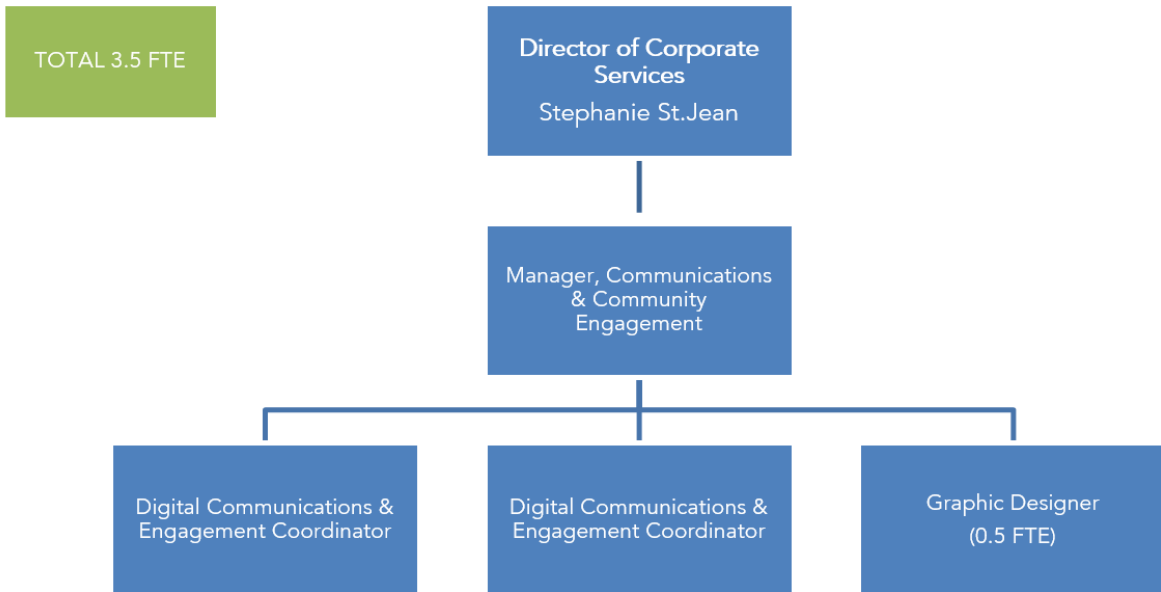 TOTAL 3.5 FTE
Director of Corporate
Services
Stephanie St.Jean
Manager, Communications
& Community
Engagement
Digital Communications &
Engagement Coordinator
Digital Communications &
Engagement Coordinator
Graphic Designer
(0.5 FTE)